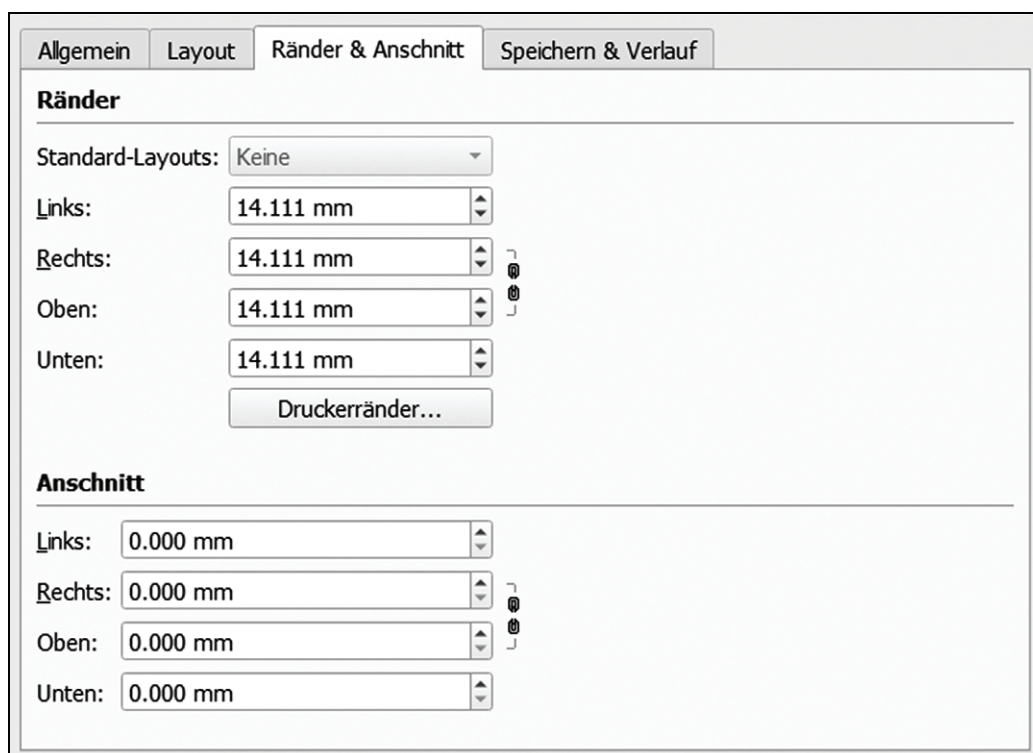 Allgemein Layout Ränder & Anschnitt Speichern & Verlauf
Ränder
Standard-Layouts: Keine
Links: 14.111 mm
Rechts: 14.111 mm
Oben: 14.111 mm
Unten: 14.111 mm
Druckerränder...
Anschnitt
Links: 0.000 mm
Rechts: 0.000 mm
Oben: 0.000 mm
Unten: 0.000 mm